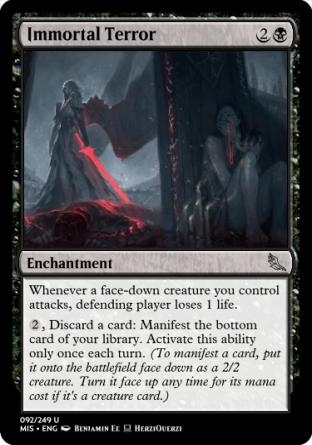 Immortal Terror 2
Enchantment
Whenever a face-down creature you control
attacks, defending player loses 1 life.
2, Discard a card: Manifest the bottom
card of your library. Activate this ability
only once each turn. (To manifest a card, put
it onto the battlefield face down as a 2/2
creature. Turn it face up any time for its mana
cost if it's a creature card.)
092/249 U
MIS • ENG Benjamin Ee HerziQuerzi